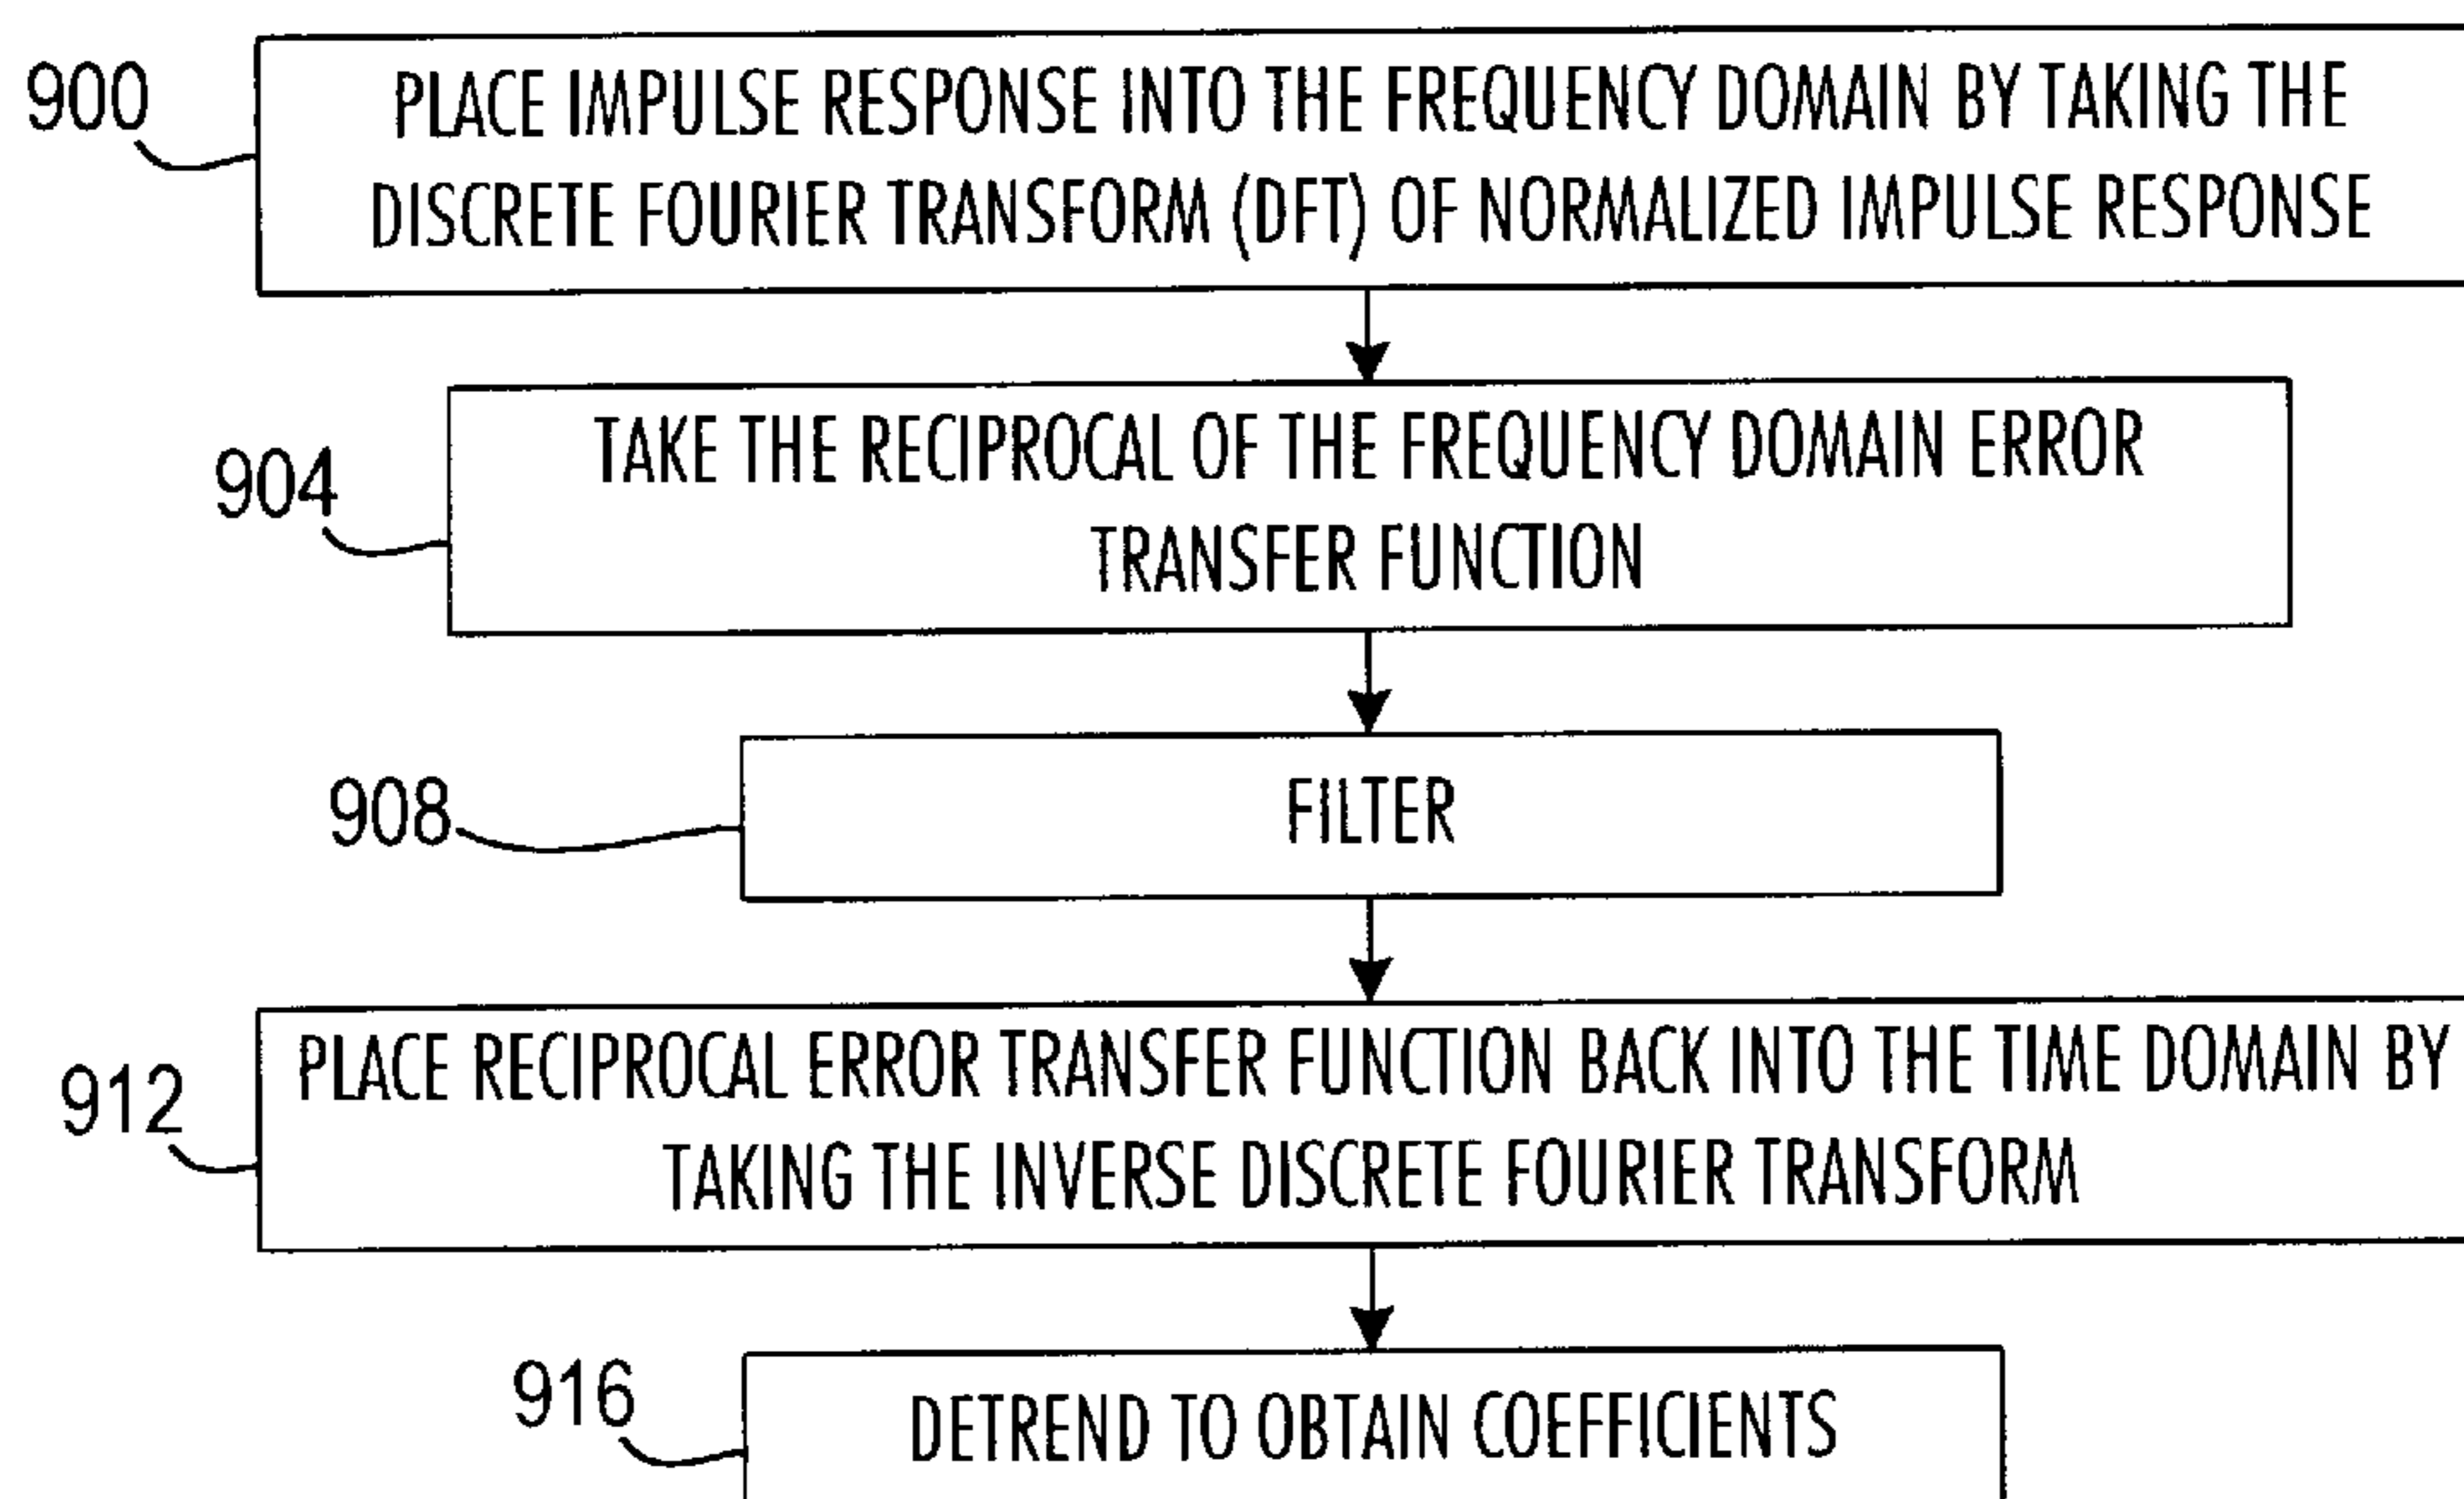 900
PLACE IMPULSE RESPONSE INTO THE FREQUENCY DOMAIN BY TAKING THE
DISCRETE FOURIER TRANSFORM (DFT) OF NORMALIZED IMPULSE RESPONSE
904
TAKE THE RECIPROCAL OF THE FREQUENCY DOMAIN ERROR
TRANSFER FUNCTION
908
FILTER
912
PLACE RECIPROCAL ERROR TRANSFER FUNCTION BACK INTO THE TIME DOMAIN BY
TAKING THE INVERSE DISCRETE FOURIER TRANSFORM
916
DETREND TO OBTAIN COEFFICIENTS